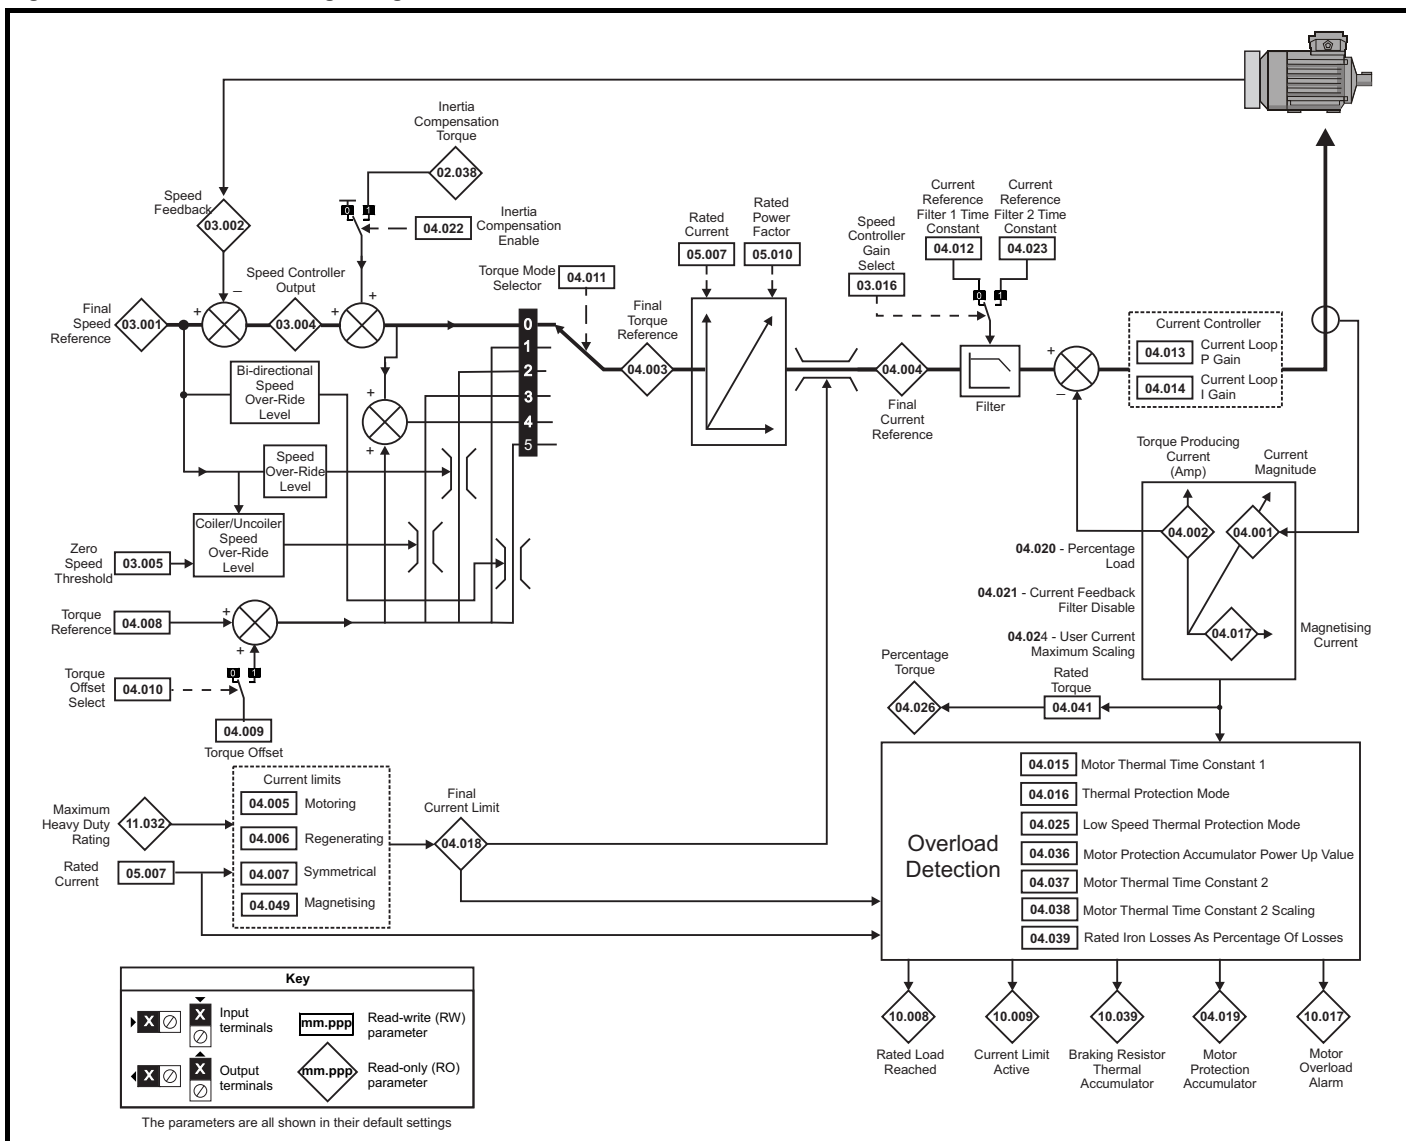 Inertia
Compensation
Torque
02.038
Speed
Feedback
03.002
0
1
04.022
Inertia
Compensation
Enable
Final
Speed
Reference
03.001
+
–
Speed Controller
Output
03.004
+
+
Torque Mode
Selector
04.011
0
1
2
3
4
5
Final
Torque
Reference
04.003
Rated
Current
05.007
Rated
Power
Factor
05.010
Speed
Controller
Gain
Select
03.016
Current
Reference
Filter 1 Time
Constant
04.012
Current
Reference
Filter 2 Time
Constant
04.023
0
1
04.004
Final
Current
Reference
Filter
+
–
Current Controller
04.013
Current Loop
P Gain
04.014
Current Loop
I Gain
Bi-directional
Speed
Over-Ride
Level
+
+
Speed
Over-Ride
Level
Coiler/Uncoiler
Speed
Over-Ride
Level
Zero
Speed
Threshold
03.005
Torque
Reference
04.008
+
+
Torque
Offset
Select
04.010
0
1
04.009
Torque Offset
Torque Producing
Current
(Amp)
Current
Magnitude
04.002
04.001
04.017
Magnetising
Current
04.020 - Percentage
Load
04.021 - Current Feedback
Filter Disable
04.024 - User Current
Maximum Scaling
Percentage
Torque
04.026
Rated
Torque
04.041
Maximum
Heavy Duty
Rating
11.032
Rated
Current
05.007
Current limits
04.005
Motoring
04.006
Regenerating
04.007
Symmetrical
04.049
Magnetising
Final
Current Limit
04.018
Overload
Detection
04.015
Motor Thermal Time Constant 1
04.016
Thermal Protection Mode
04.025
Low Speed Thermal Protection Mode
04.036
Motor Protection Accumulator Power Up Value
04.037
Motor Thermal Time Constant 2
04.038
Motor Thermal Time Constant 2 Scaling
04.039
Rated Iron Losses As Percentage Of Losses
10.008
Rated Load
Reached
10.009
Current Limit
Active
10.039
Braking Resistor
Thermal
Accumulator
04.019
Motor
Protection
Accumulator
10.017
Motor
Overload
Alarm
Key
X
X
Input
terminals
mm.ppp
Read-write (RW)
parameter
X
X
Output
terminals
mm.ppp
Read-only (RO)
parameter
The parameters are all shown in their default settings